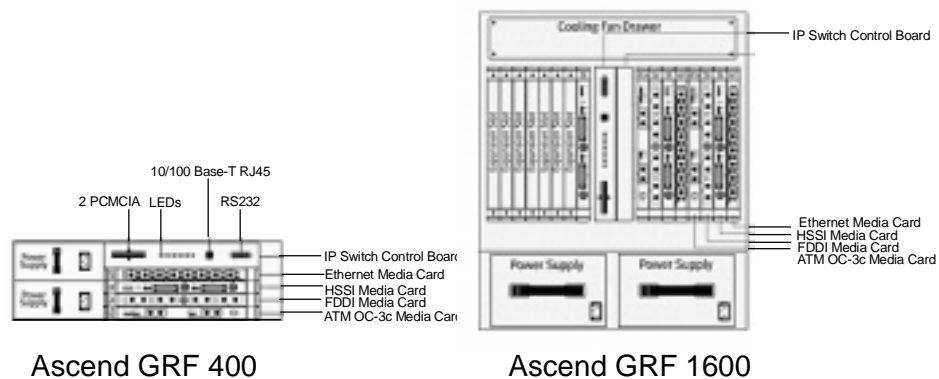 Cooling Fan Drawer
IP Switch Control Board
10/100 Base-T RJ45
2 PCMCIA LEDs RS232
Ethernet Media Card
HSSI Media Card
FDDI Media Card
ATM OC-3c Media Card
Power Supply
IP Switch Control Board
Ethernet Media Card
HSSI Media Card
FDDI Media Card
ATM OC-3c Media Car
Power Supply
Power Supply Power Supply
Ascend GRF 400 Ascend GRF 1600